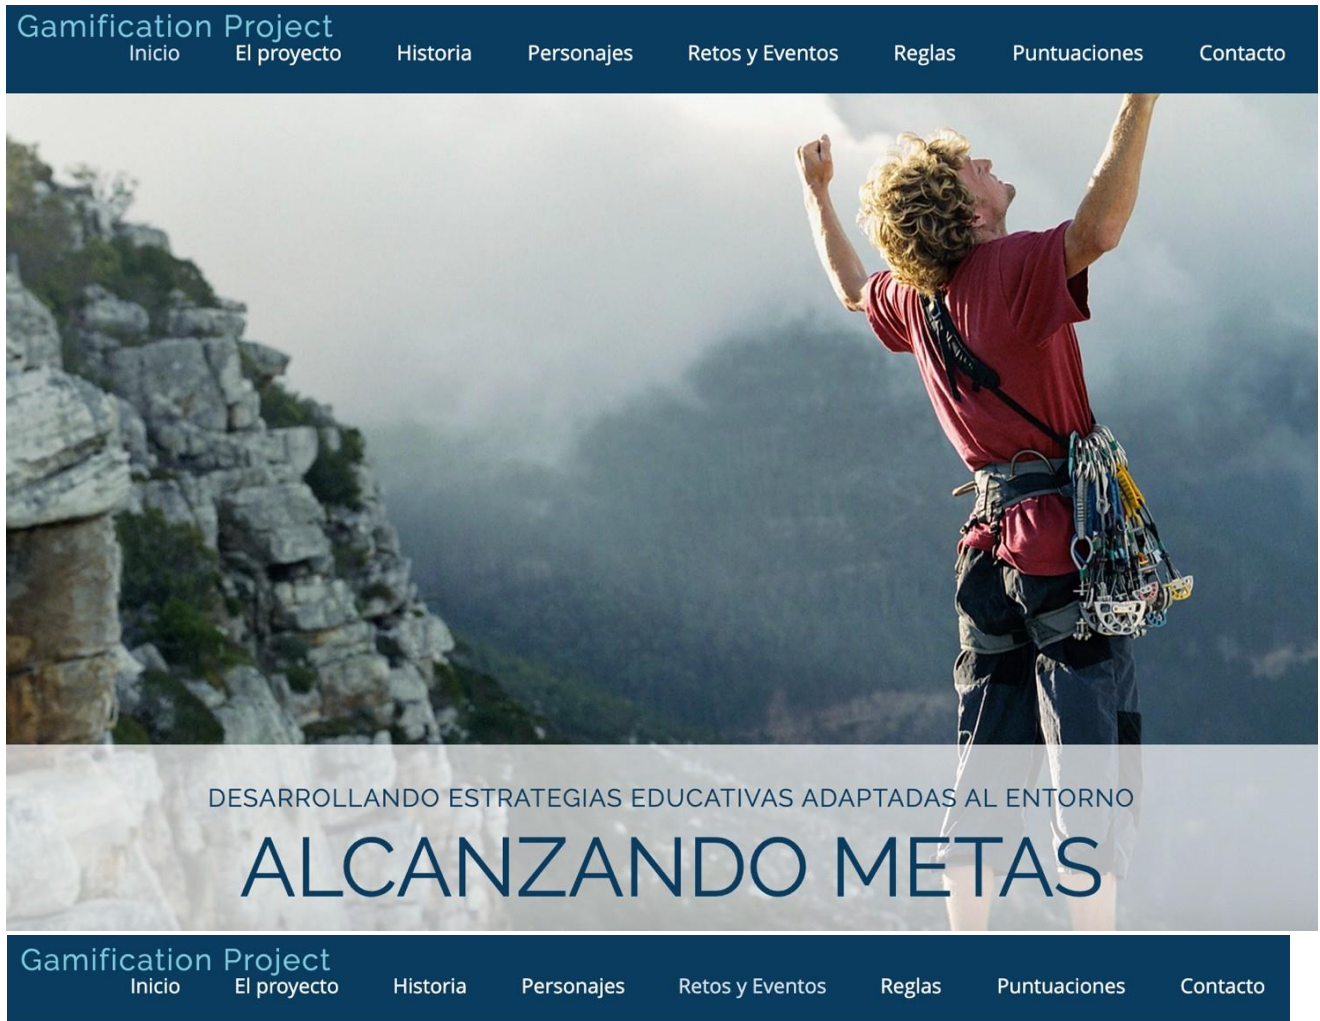 Gamification Project
Inicio El proyecto Historia Personajes Retos y Eventos Reglas Puntuaciones Contacto
DESARROLLANDO ESTRATEGIAS EDUCATIVAS ADAPTADAS AL ENTORNO
ALCANZANDO METAS
Gamification Project
Inicio El proyecto Historia Personajes Retos y Eventos Reglas Puntuaciones Contacto